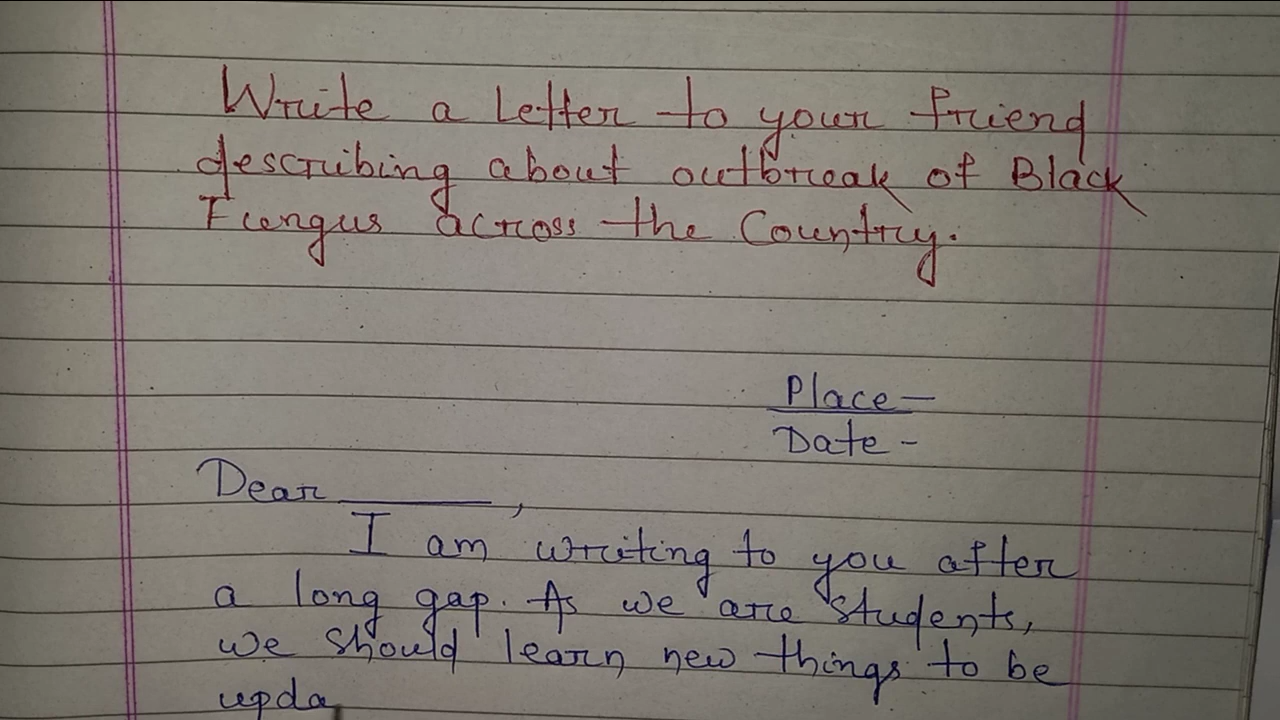 Write a letter to your friend
describing about outbreak of Black
Fungus across the Country.
Place-
Date-
Dear ________,
I am writing to you after
a long gap. As we are students,
we should learn new things to be
upda